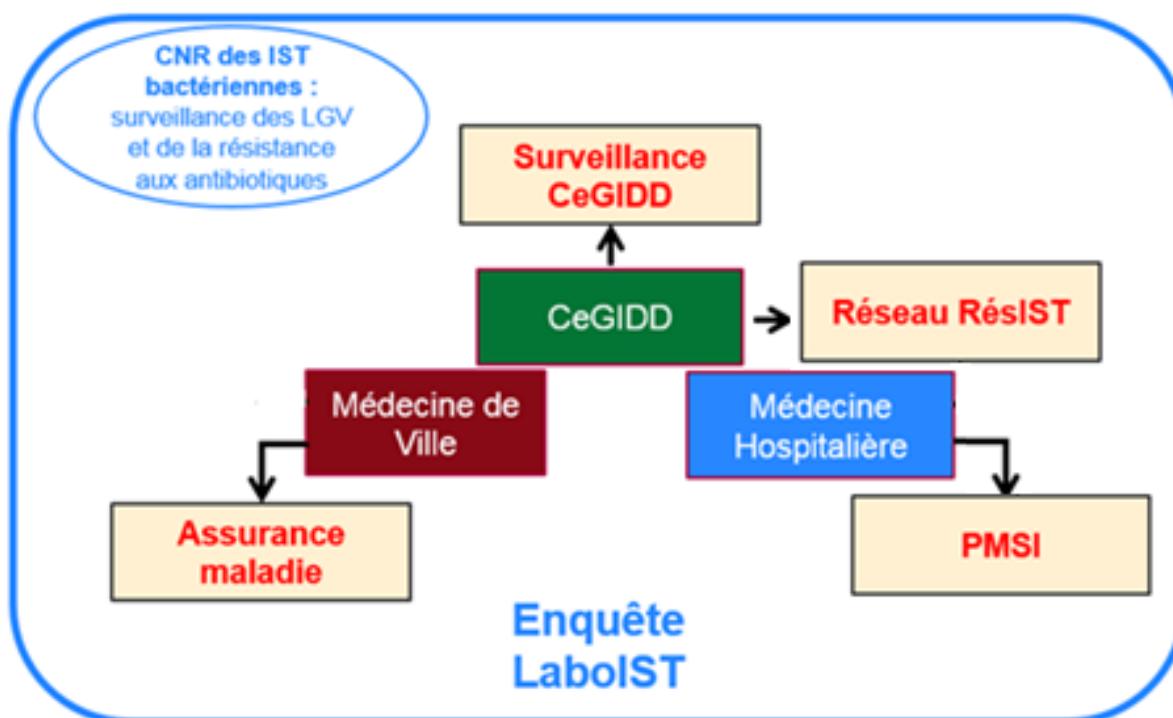 CNR des IST
bactériennes :
surveillance des LGV
et de la résistance
aux antibiotiques
Surveillance
CeGIDD
CeGIDD
Réseau RésIST
Médecine de
Ville
Médecine
Hospitalière
Assurance
maladie
PMSI
Enquête
LaboIST